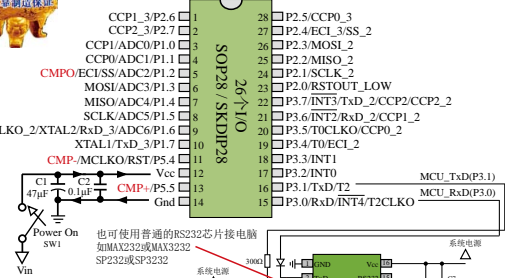 靠制造保证
CCP1_3/P2.6 1
CCP2_3/P2.7 2
CCP1/ADC0/P1.0 3
CCP0/ADC1/P1.1 4
CMPO/ECI/SS/ADC2/P1.2 5
MOSI/ADC3/P1.3 6
MISO/ADC4/P1.4 7
SCLK/ADC5/P1.5 8
LKO_2/XTAL2/RxD_3/ADC6/P1.6 9
XTAL1/TxD_3/P1.7 10
CMP-/MCLKO/RST/P5.4 11
Vcc 12
CMP+/P5.5 13
Gnd 14
SOP28 / SKDIP28
26个I/O
28 P2.5/CCP0_3
27 P2.4/ECI_3/SS_2
26 P2.3/MOSI_2
25 P2.2/MISO_2
24 P2.1/SCLK_2
23 P2.0/RSTOUT_LOW
22 P3.7/INT3/TxD_2/CCP2/CCP2_2
21 P3.6/INT2/RxD_2/CCP1_2
20 P3.5/T0CLKO/CCP0_2
19 P3.4/T0/ECI_2
18 P3.3/INT1
17 P3.2/INT0
16 P3.1/TxD/T2
15 P3.0/RxD/INT4/T2CLKO
MCU_TxD(P3.1)
MCU_RxD(P3.0)
C1
47μF
C2
0.1μF
Power On
SW1
Vin
也可使用普通的RS232芯片接电脑
如MAX232或MAX3232
SP232或SP3232
系统电源
系统电源
300Ω
1 GND
Vcc 16